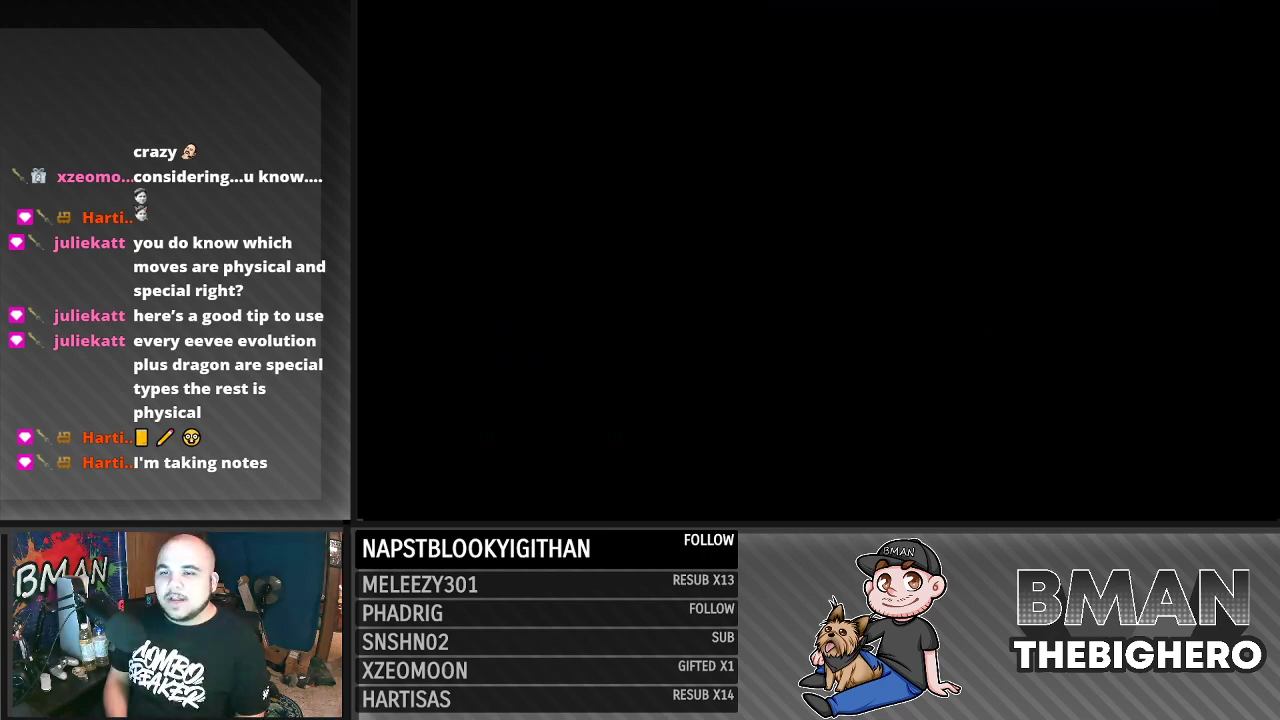 crazy
xzeomo... considering...u know....
Harti..
juliekatt you do know which
moves are physical and
special right?
juliekatt here's a good tip to use
juliekatt every eevee evolution
plus dragon are special
types the rest is
physical
Harti..
Harti.. I'm taking notes
BMAN
COMBO
BREAKER
NAPSTBLOOKYIGITHAN FOLLOW
MELEEZY301 RESUB X13
PHADRIG FOLLOW
SNSHN02 SUB
XZEOMOON GIFTED X1
HARTISAS RESUB X14
BMAN
BMAN
THEBIGHERO